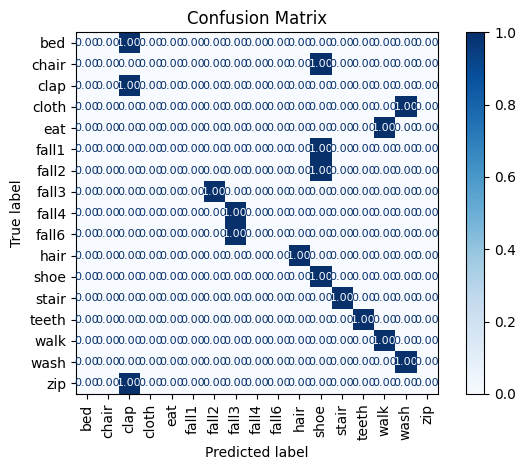 Confusion Matrix
bed 0.00 0.00 1.00 0.00 0.00 0.00 0.00 0.00 0.00 0.00 0.00 0.00 0.00 0.00 0.00 0.00 0.00
chair 0.00 0.00 0.00 0.00 0.00 0.00 0.00 0.00 0.00 0.00 0.00 1.00 0.00 0.00 0.00 0.00 0.00
clap 0.00 0.00 1.00 0.00 0.00 0.00 0.00 0.00 0.00 0.00 0.00 0.00 0.00 0.00 0.00 0.00 0.00
cloth 0.00 0.00 0.00 0.00 0.00 0.00 0.00 0.00 0.00 0.00 0.00 0.00 0.00 0.00 0.00 1.00 0.00
eat 0.00 0.00 0.00 0.00 0.00 0.00 0.00 0.00 0.00 0.00 0.00 0.00 0.00 0.00 1.00 0.00 0.00
fall1 0.00 0.00 0.00 0.00 0.00 0.00 0.00 0.00 0.00 0.00 0.00 1.00 0.00 0.00 0.00 0.00 0.00
fall2 0.00 0.00 0.00 0.00 0.00 0.00 0.00 0.00 0.00 0.00 0.00 1.00 0.00 0.00 0.00 0.00 0.00
fall3 0.00 0.00 0.00 0.00 0.00 0.00 1.00 0.00 0.00 0.00 0.00 0.00 0.00 0.00 0.00 0.00 0.00
fall4 0.00 0.00 0.00 0.00 0.00 0.00 0.00 1.00 0.00 0.00 0.00 0.00 0.00 0.00 0.00 0.00 0.00
fall6 0.00 0.00 0.00 0.00 0.00 0.00 0.00 1.00 0.00 0.00 0.00 0.00 0.00 0.00 0.00 0.00 0.00
hair 0.00 0.00 0.00 0.00 0.00 0.00 0.00 0.00 0.00 0.00 1.00 0.00 0.00 0.00 0.00 0.00 0.00
shoe 0.00 0.00 0.00 0.00 0.00 0.00 0.00 0.00 0.00 0.00 0.00 1.00 0.00 0.00 0.00 0.00 0.00
stair 0.00 0.00 0.00 0.00 0.00 0.00 0.00 0.00 0.00 0.00 0.00 0.00 1.00 0.00 0.00 0.00 0.00
teeth 0.00 0.00 0.00 0.00 0.00 0.00 0.00 0.00 0.00 0.00 0.00 0.00 0.00 1.00 0.00 0.00 0.00
walk 0.00 0.00 0.00 0.00 0.00 0.00 0.00 0.00 0.00 0.00 0.00 0.00 0.00 0.00 1.00 0.00 0.00
wash 0.00 0.00 0.00 0.00 0.00 0.00 0.00 0.00 0.00 0.00 0.00 0.00 0.00 0.00 0.00 1.00 0.00
zip 0.00 0.00 1.00 0.00 0.00 0.00 0.00 0.00 0.00 0.00 0.00 0.00 0.00 0.00 0.00 0.00 0.00
True label
bed chair clap cloth eat fall1 fall2 fall3 fall4 fall6 hair shoe stair teeth walk wash zip
Predicted label
1.0
0.8
0.6
0.4
0.2
0.0